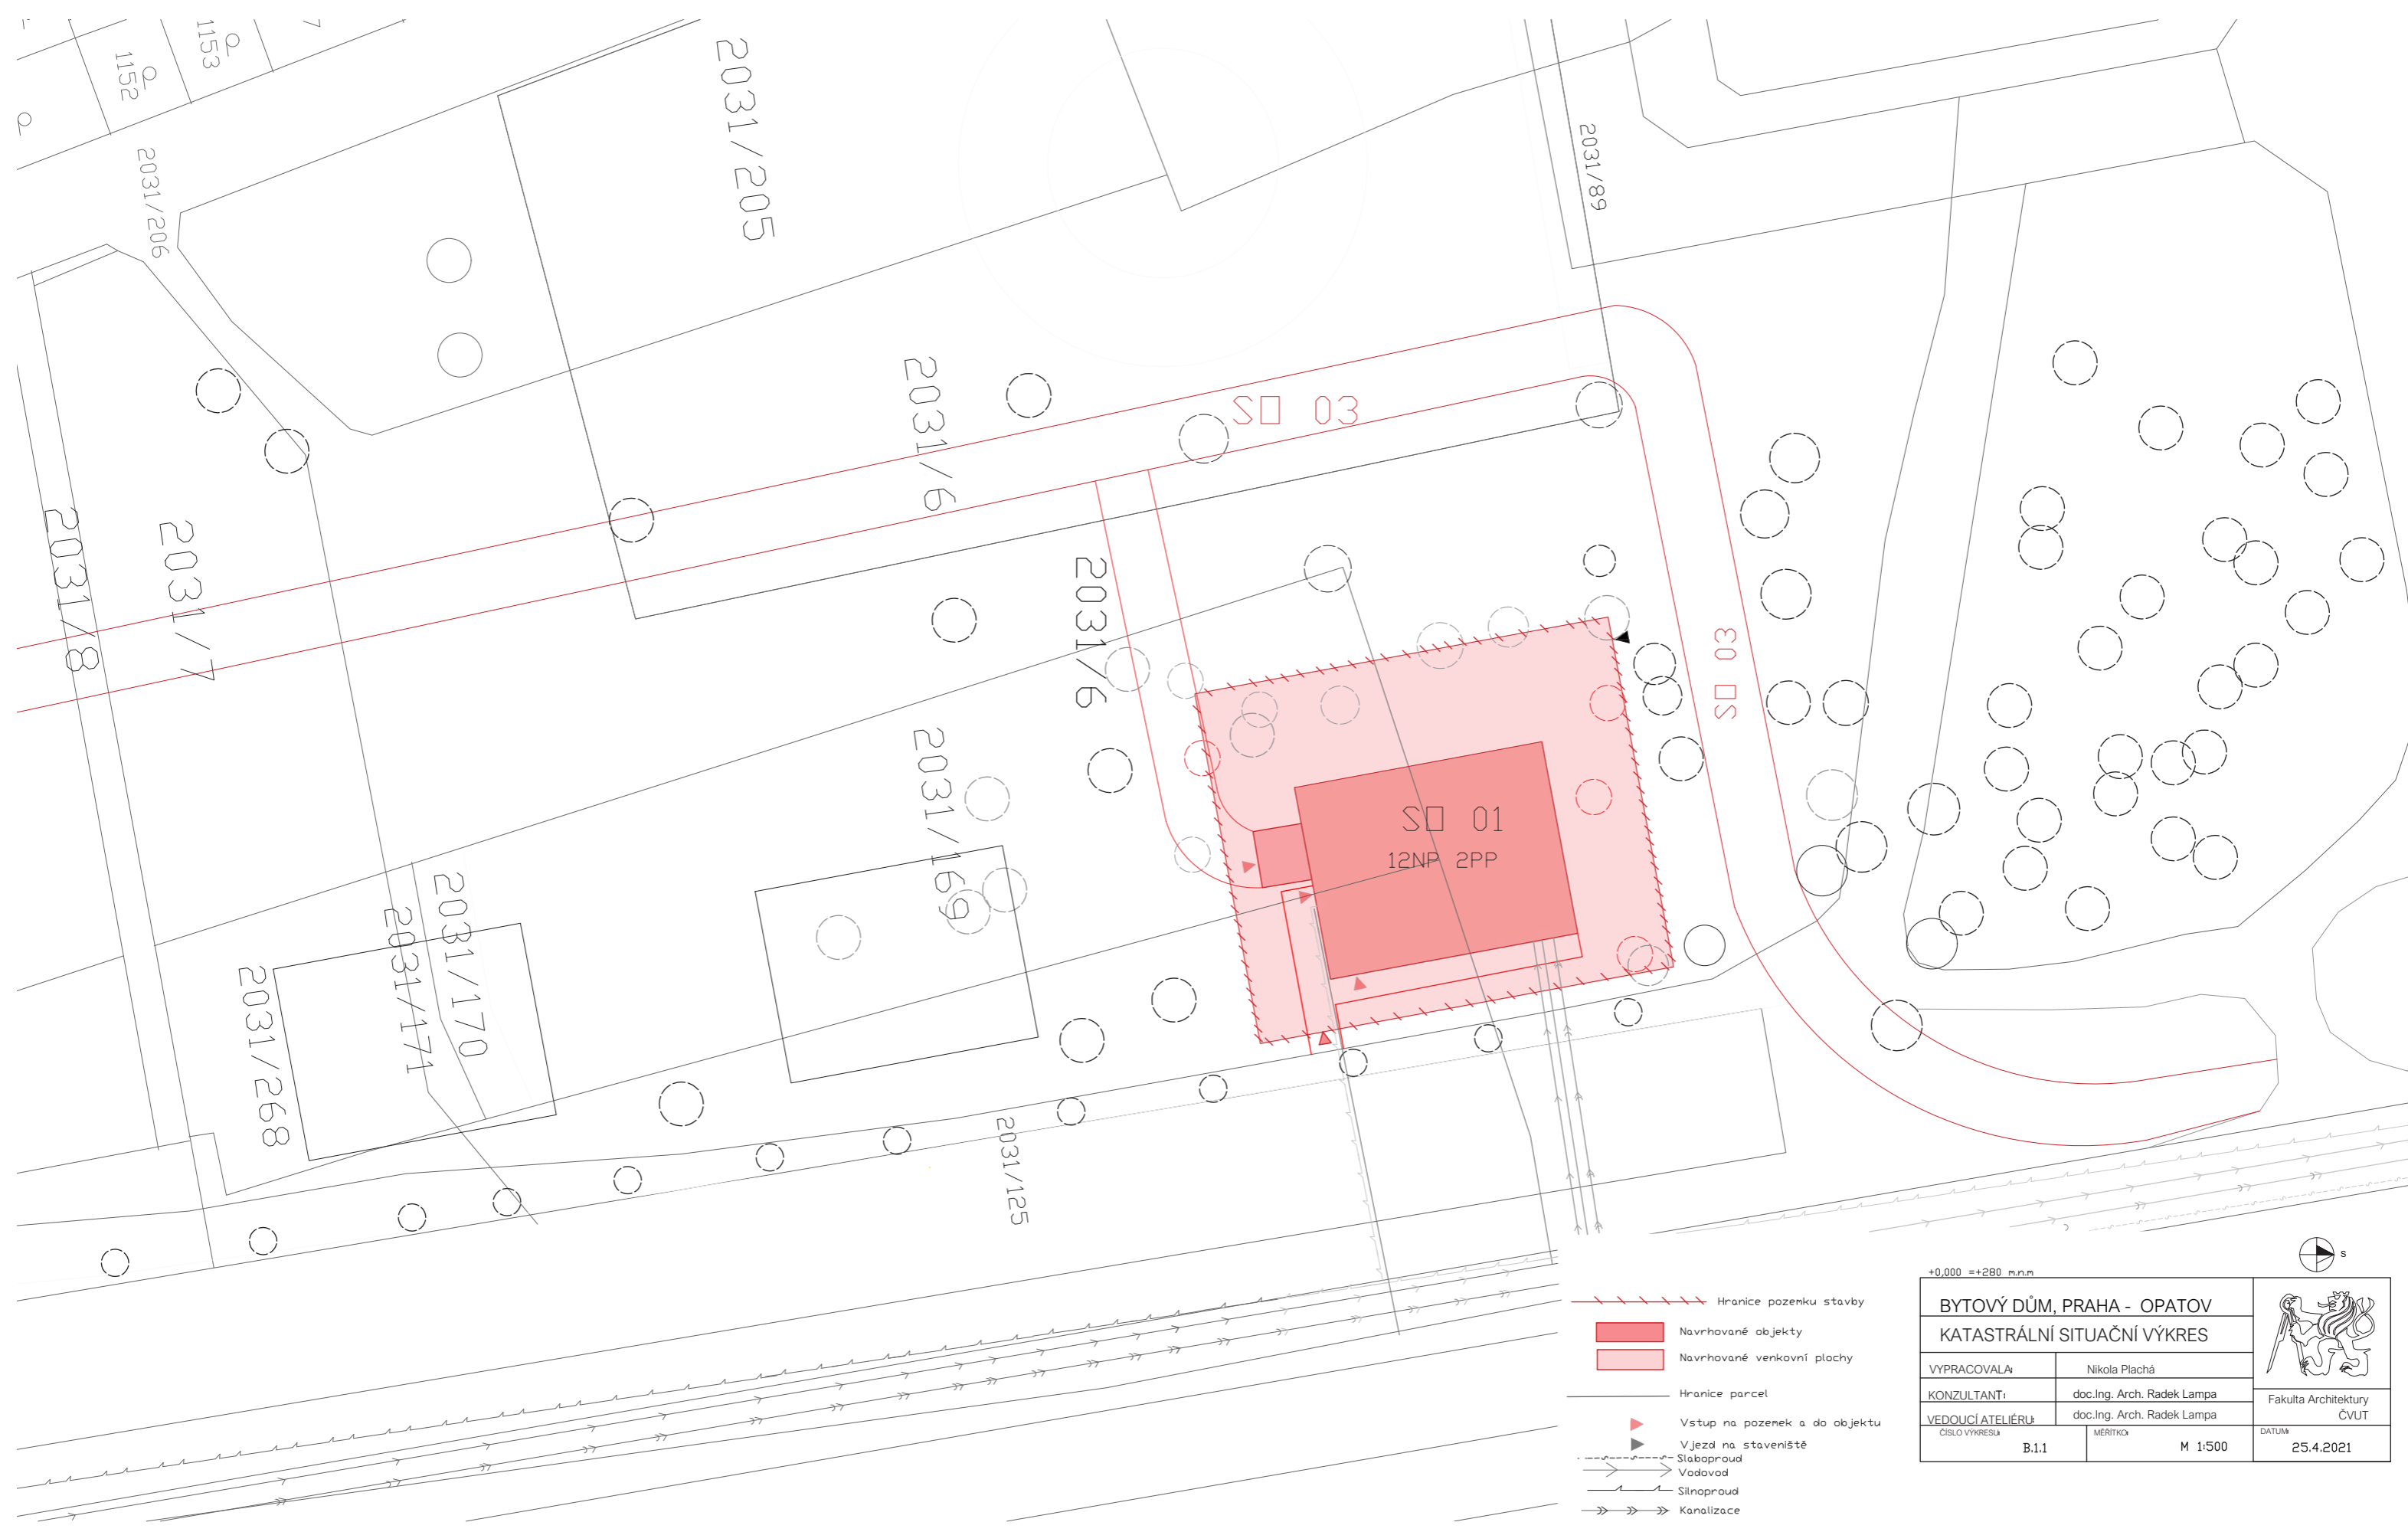 1152
1153
2031/206
2031/205
2031/89
2031/8
2031/7
2031/6
SO 03
2031/6
SO 03
2031/169
SO 01
12NP 2PP
2031/170
2031/171
2031/268
2031/125
Hranice pozemku stavby
Navrhované objekty
Navrhované venkovní plochy
Hranice parcel
Vstup na pozemek a do objektu
Vjezd na staveniště
Slaboproud
Vodovod
Silnoproud
Kanalizace
S
+0,000 =+280 m.n.m
BYTOVÝ DŮM, PRAHA - OPATOV
KATASTRÁLNÍ SITUAČNÍ VÝKRES
VYPRACOVALA: Nikola Plachá
KONZULTANT: doc.Ing. Arch. Radek Lampa
VEDOUCÍ ATELIÉRU: doc.Ing. Arch. Radek Lampa
Fakulta Architektury
ČVUT
ČÍSLO VÝKRESU: B.1.1
MĚŘÍTKO: M 1:500
DATUM: 25.4.2021